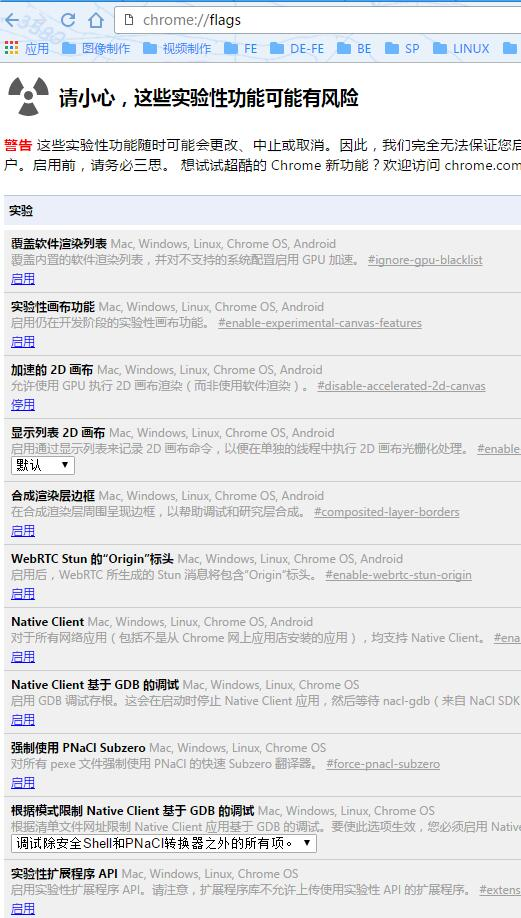 chrome://flags
应用 图像制作 视频制作 FE DE-FE BE SP LINUX
请小心，这些实验性功能可能有风险
警告 这些实验性功能随时可能会更改、中止或取消。因此，我们完全无法保证您启
户。启用前，请务必三思。 想试试超酷的 Chrome 新功能？欢迎访问 chrome.com
实验
覆盖软件渲染列表 Mac, Windows, Linux, Chrome OS, Android
覆盖内置的软件渲染列表，并对不支持的系统配置启用 GPU 加速。 #ignore-gpu-blacklist
启用
实验性画布功能 Mac, Windows, Linux, Chrome OS, Android
启用仍在开发阶段的实验性画布功能。 #enable-experimental-canvas-features
启用
加速的 2D 画布 Mac, Windows, Linux, Chrome OS, Android
允许使用 GPU 执行 2D 画布渲染（而非使用软件渲染）。 #disable-accelerated-2d-canvas
停用
显示列表 2D 画布 Mac, Windows, Linux, Chrome OS, Android
启用通过显示列表来记录 2D 画布命令，以便在单独的线程中执行 2D 画布光栅化处理。 #enable-
默认
合成渲染层边框 Mac, Windows, Linux, Chrome OS, Android
在合成渲染层周围呈现边框，以帮助调试和研究层合成。 #composited-layer-borders
启用
WebRTC Stun 的“Origin”标头 Mac, Windows, Linux, Chrome OS, Android
启用后，WebRTC 所生成的 Stun 消息将包含“Origin”标头。 #enable-webrtc-stun-origin
启用
Native Client Mac, Windows, Linux, Chrome OS, Android
对于所有网络应用（包括不是从 Chrome 网上应用店安装的应用），均支持 Native Client。 #ena
启用
Native Client 基于 GDB 的调试 Mac, Windows, Linux, Chrome OS
启用 GDB 调试存根。这会在启动时停止 Native Client 应用，然后等待 nacl-gdb（来自 NaCl SDK
启用
强制使用 PNaCl Subzero Mac, Windows, Linux, Chrome OS
对所有 pexe 文件强制使用 PNaCl 的快速 Subzero 翻译器。 #force-pnacl-subzero
启用
根据模式限制 Native Client 基于 GDB 的调试 Mac, Windows, Linux, Chrome OS
根据清单文件网址限制 Native Client 应用基于 GDB 的调试。要使此选项生效，您必须启用 Native
调试除安全Shell和PNaCl转换器之外的所有项。
实验性扩展程序 API Mac, Windows, Linux, Chrome OS
启用实验性扩展程序 API。请注意，扩展程序库不允许上传使用实验性 API 的扩展程序。 #extens
启用